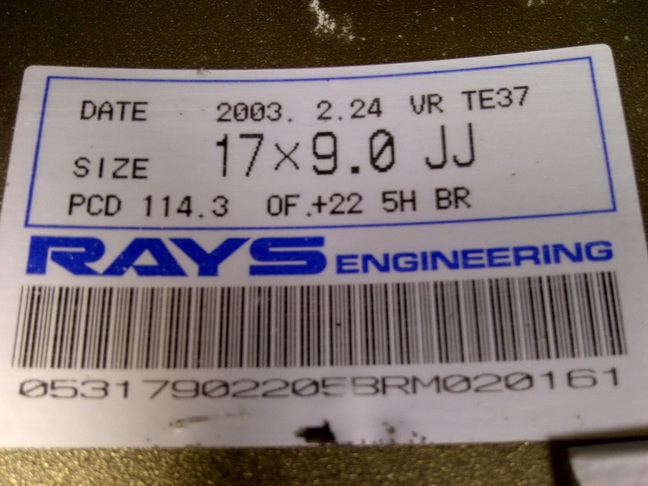 DATE 2003. 2.24 VR TE37
SIZE 17×9.0 JJ
PCD 114.3 OF.+22 5H BR
RAYS ENGINEERING
053179022055BRM020161